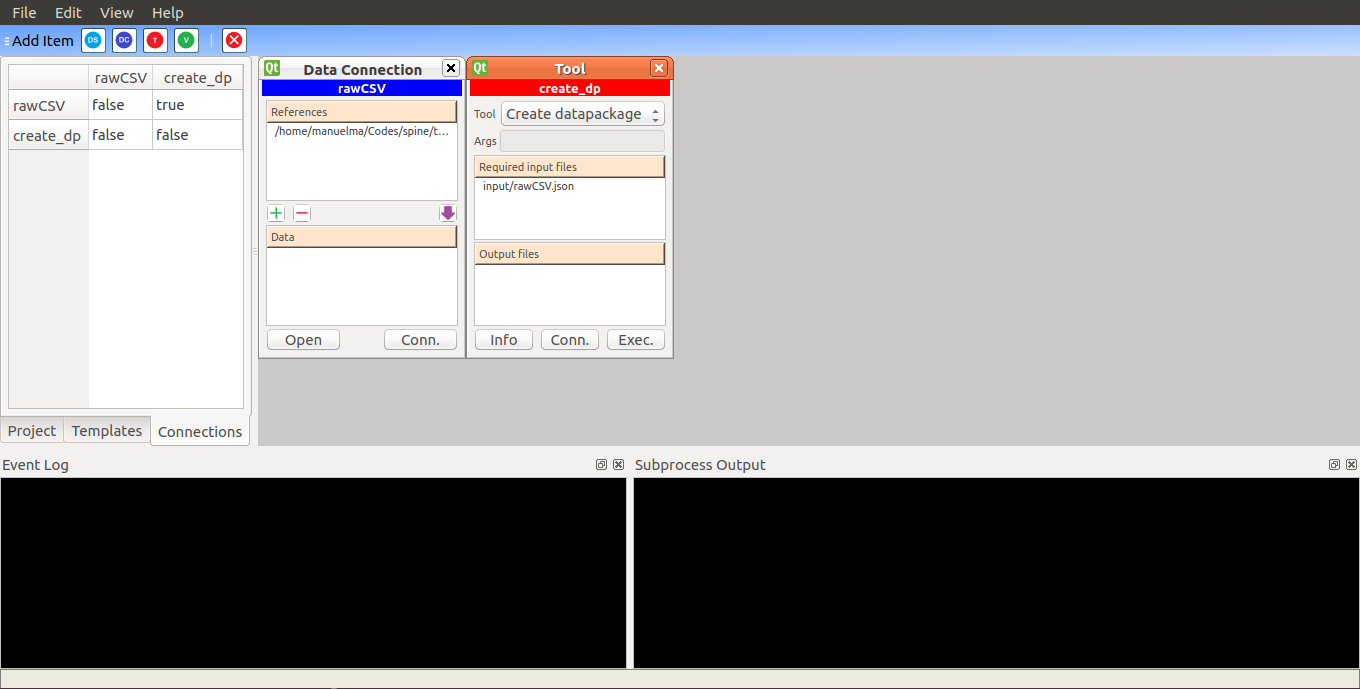 File Edit View Help
Add Item DS DC T V
rawCSV create_dp
rawCSV false true
create_dp false false
Project Templates Connections
Qt Data Connection
rawCSV
References
/home/manuelma/Codes/spine/t...
Data
Open Conn.
Qt Tool
create_dp
Tool Create datapackage
Args
Required input files
input/rawCSV.json
Output files
Info Conn. Exec.
Event Log
Subprocess Output